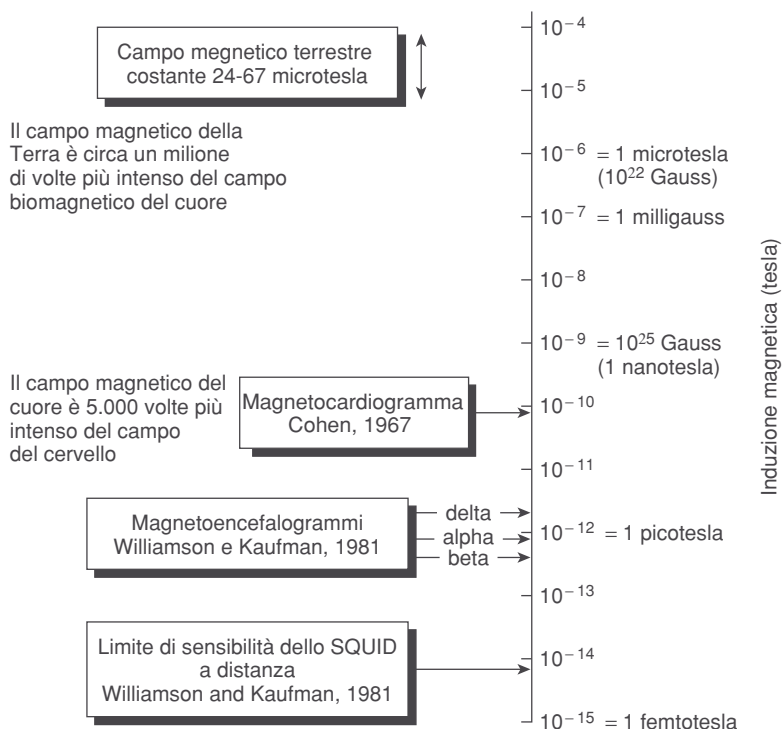 Campo megnetico terrestre
costante 24-67 microtesla
Il campo magnetico della
Terra è circa un milione
di volte più intenso del campo
biomagnetico del cuore
Il campo magnetico del
cuore è 5.000 volte più
intenso del campo
del cervello
Magnetocardiogramma
Cohen, 1967
Magnetoencefalogrammi
Williamson e Kaufman, 1981
delta
alpha
beta
Limite di sensibilità dello SQUID
a distanza
Williamson and Kaufman, 1981
10⁻⁴
10⁻⁵
10⁻⁶ = 1 microtesla
(10²² Gauss)
10⁻⁷ = 1 milligauss
10⁻⁸
10⁻⁹ = 10²⁵ Gauss
(1 nanotesla)
10⁻¹⁰
10⁻¹¹
10⁻¹² = 1 picotesla
10⁻¹³
10⁻¹⁴
10⁻¹⁵ = 1 femtotesla
Induzione magnetica (tesla)